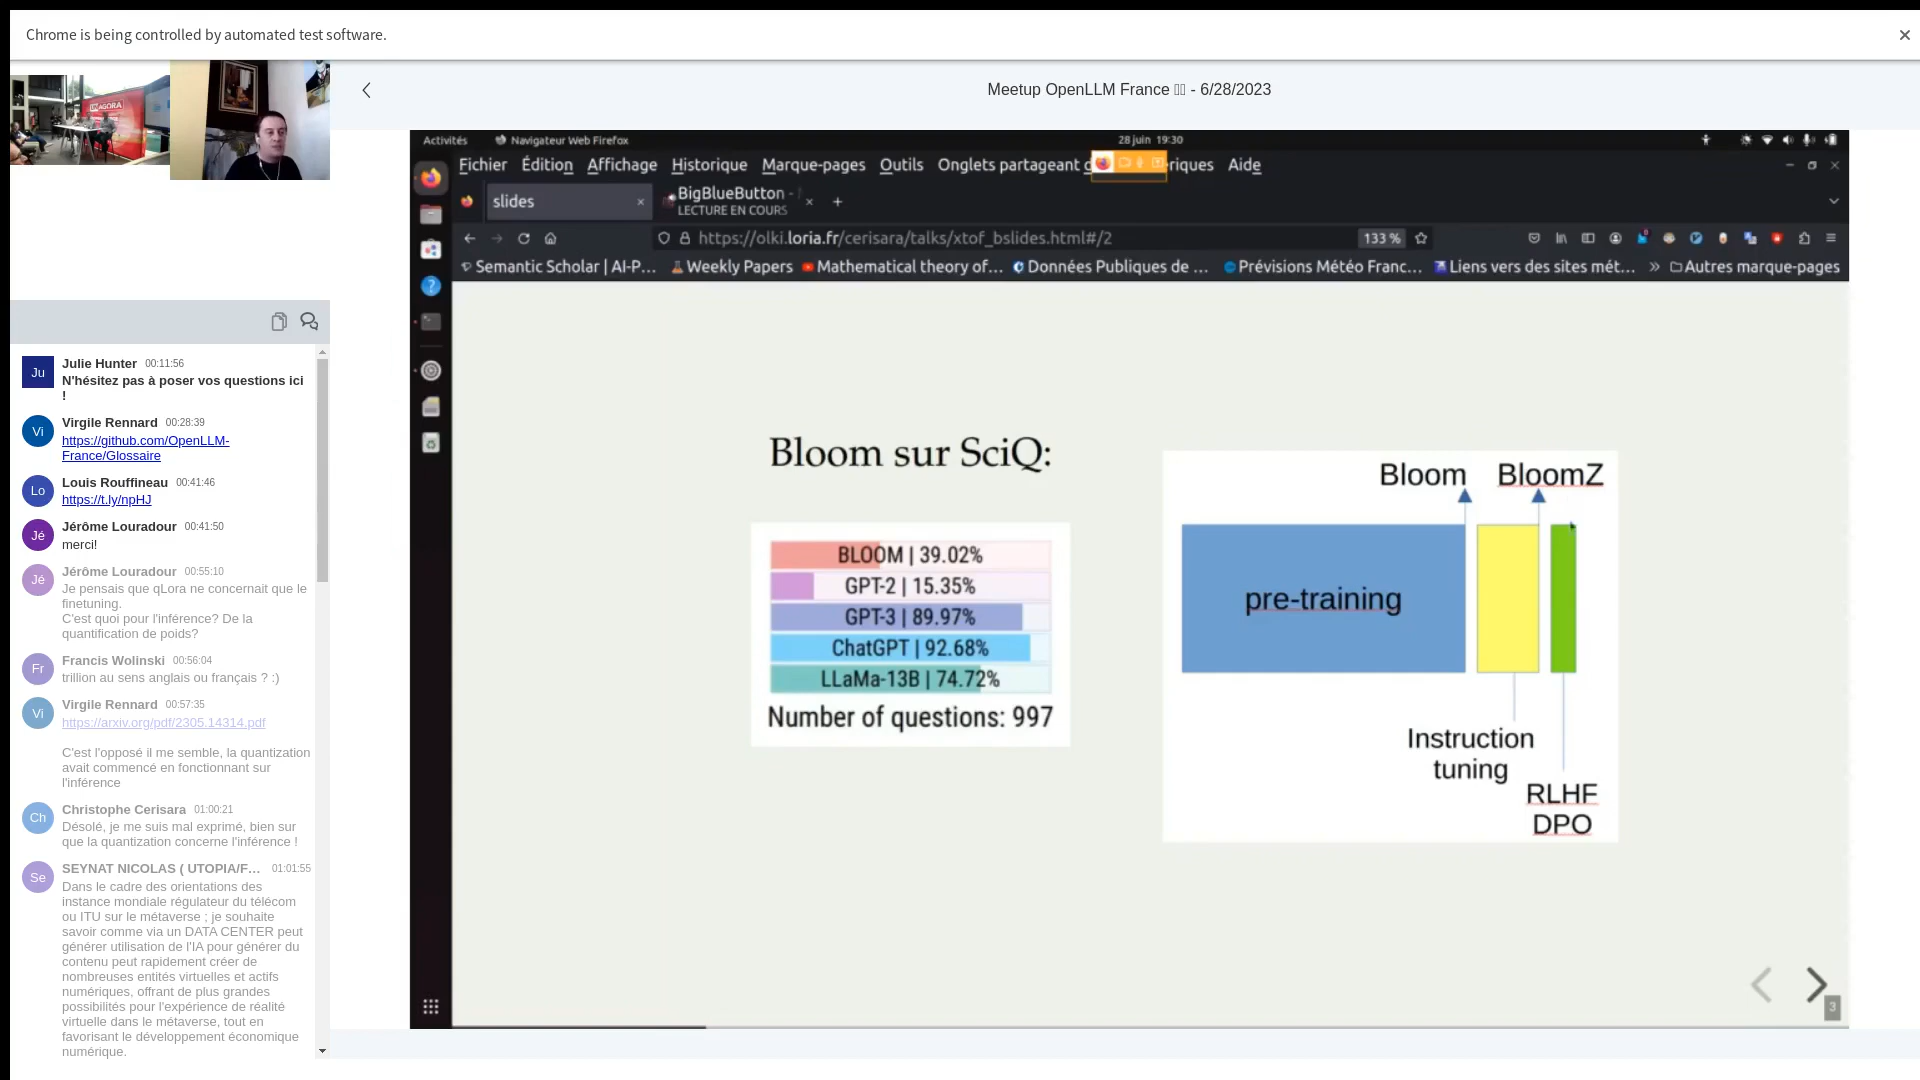 Chrome is being controlled by automated test software.
Meetup OpenLLM France - 6/28/2023
LINAGORA
Activités
Navigateur Web Firefox
28 juin 19:30
Fichier Édition Affichage Historique Marque-pages Outils Onglets partageant riques Aide
slides
BigBlueButton -
LECTURE EN COURS
https://olki.loria.fr/cerisara/talks/xtof_bslides.html#/2
133 %
Semantic Scholar | AI-P…
Weekly Papers
Mathematical theory of…
Données Publiques de …
Prévisions Météo Franc…
Liens vers des sites mét…
Autres marque-pages
Bloom sur SciQ:
BLOOM | 39.02%
GPT-2 | 15.35%
GPT-3 | 89.97%
ChatGPT | 92.68%
LLaMa-13B | 74.72%
Number of questions: 997
Bloom BloomZ
pre-training
Instruction
tuning
RLHF
DPO
3
Ju
Julie Hunter 00:11:56
N'hésitez pas à poser vos questions ici
!
Vi
Virgile Rennard 00:28:39
https://github.com/OpenLLM-
France/Glossaire
Lo
Louis Rouffineau 00:41:46
https://t.ly/npHJ
Jé
Jérôme Louradour 00:41:50
merci!
Jé
Jérôme Louradour 00:55:10
Je pensais que qLora ne concernait que le
finetuning.
C'est quoi pour l'inférence? De la
quantification de poids?
Fr
Francis Wolinski 00:56:04
trillion au sens anglais ou français ? :)
Vi
Virgile Rennard 00:57:35
https://arxiv.org/pdf/2305.14314.pdf
C'est l'opposé il me semble, la quantization
avait commencé en fonctionnant sur
l'inférence
Ch
Christophe Cerisara 01:00:21
Désolé, je me suis mal exprimé, bien sur
que la quantization concerne l'inférence !
Se
SEYNAT NICOLAS ( UTOPIA/F… 01:01:55
Dans le cadre des orientations des
instance mondiale régulateur du télécom
ou ITU sur le métaverse ; je souhaite
savoir comme via un DATA CENTER peut
générer utilisation de l'IA pour générer du
contenu peut rapidement créer de
nombreuses entités virtuelles et actifs
numériques, offrant de plus grandes
possibilités pour l'expérience de réalité
virtuelle dans le métaverse, tout en
favorisant le développement économique
numérique.